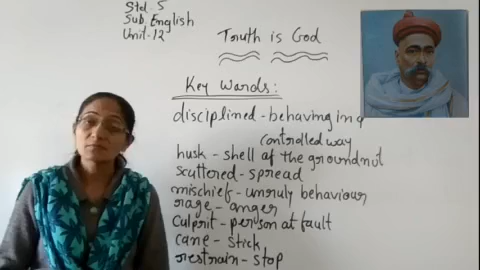 Std. 5
Sub. English
Unit-12
Truth is God
Key Words:
disciplined - behaving in a
controlled way
husk - shell of the groundnut
scattered - spread
mischief - unruly behaviour
rage - anger
culprit - person at fault
cane - stick
restrain - stop